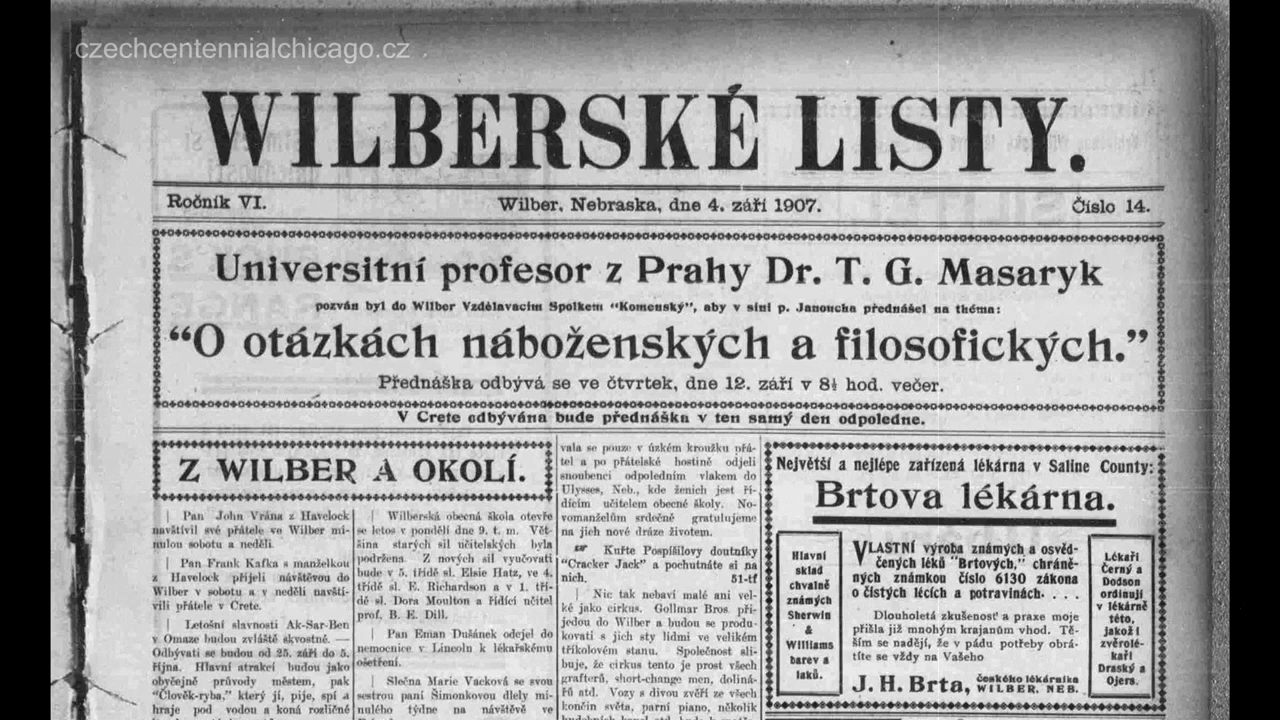 czechcentennialchicago.cz
WILBERSKÉ LISTY.
Ročník VI.
Wilber, Nebraska, dne 4. září 1907.
Číslo 14.
Universitní profesor z Prahy Dr. T. G. Masaryk
pozván byl do Wilber Vzdělavacím Spolkem "Komenský", aby v síni p. Janoucha přednášel na théma:
“O otázkách náboženských a filosofických.”
Přednáška odbývá se ve čtvrtek, dne 12. září v 8½ hod. večer.
V Crete odbývána bude přednáška v ten samý den odpoledne.
Z WILBER A OKOLÍ.
| Pan John Vrána z Havelock
navštívil své přátele ve Wilber mi-
nulou sobotu a neděli.
| Pan Frank Kafka s manželkou
z Havelock přijeli návštěvou do
Wilber v sobotu a v neděli navští-
vili přátele v Crete.
| Letošní slavnosti Ak-Sar-Ben
v Omaze budou zvláště skvostné. —
Odbývati se budou od 25. září do 5.
října. Hlavní atrakcí budou jako
obyčejně průvody městem, pak
"Člověk-ryba," který jí, pije, spí a
hraje pod vodou a koná rozličné
| Wilberská obecná škola otevře
se letos v pondělí dne 9. t. m. Vět-
šina starých sil učitelských byla
podržena. Z nových sil vyučovati
bude v 5. třídě sl. Elsie Hatz, ve 4.
třídě sl. E. Richardson a v 1. tří-
dě sl. Dora Moulton a řídící učitel
prof. B. E. Dill.
| Pan Eman Dušánek odejel do
nemocnice v Lincoln k lékařskému
ošetření.
| Slečna Marie Vacková se svou
sestrou paní Šimonkovou dlely mi-
nulého týdne na návštěvě ve
vala se pouze v úzkém kroužku přá-
tel a po přátelské hostině odjeli
snoubenci odpoledním vlakem do
Ulysses, Neb., kde ženich jest ří-
dícím učitelem obecné školy. No-
vomanželům srdečně gratulujeme
na jich nové dráze životem.
☞ Kuřte Pospíšilovy doutníky
"Cracker Jack" a pochutnáte si na
nich. 51-tf
| Nic tak nebaví malé ani vel-
ké jako cirkus. Gollmar Bros. při-
jedou do Wilber a budou se produ-
kovati s jich sty lidmi ve velikém
tříkolovém stanu. Společnost sli-
buje, že cirkus tento je prost všech
grafterů, short-change men, dolíná-
řů atd. Vozy s divou zvěří ze všech
končin světa, parní piano, několik
Největší a nejlépe zařízená lékárna v Saline County:
Brtova lékárna.
Hlavní
sklad
chvalně
známých
Sherwin
&
Williams
barev a
laků.
VLASTNÍ výroba známých a osvěd-
čených léků "Brtových," chráně-
ných známkou číslo 6130 zákona
o čistých lécích a potravinách. . . .
Dlouholetá zkušenost a praxe moje
přišla již mnohým krajanům vhod. Tě-
ším se nadějí, že v pádu potřeby obrá-
títe se vždy na Vašeho
J. H. Brta, českého lékárníka
WILBER, NEB.
Lékaři
Černý a
Dodson
ordinují
v lékárně
této,
jakož i
zvěrolé-
kaři
Draský a
Ojers.